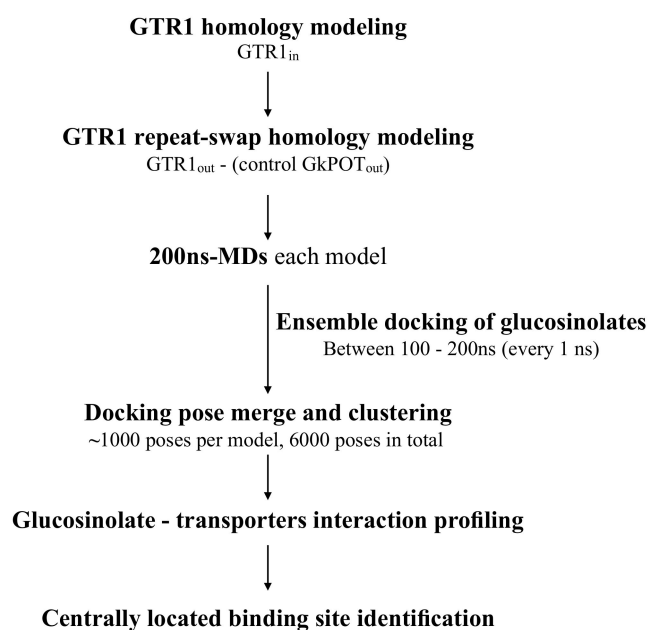 GTR1 homology modeling
GTR1in
GTR1 repeat-swap homology modeling
GTR1out - (control GkPOTout)
200ns-MDs each model
Ensemble docking of glucosinolates
Between 100 - 200ns (every 1 ns)
Docking pose merge and clustering
~1000 poses per model, 6000 poses in total
Glucosinolate - transporters interaction profiling
Centrally located binding site identification